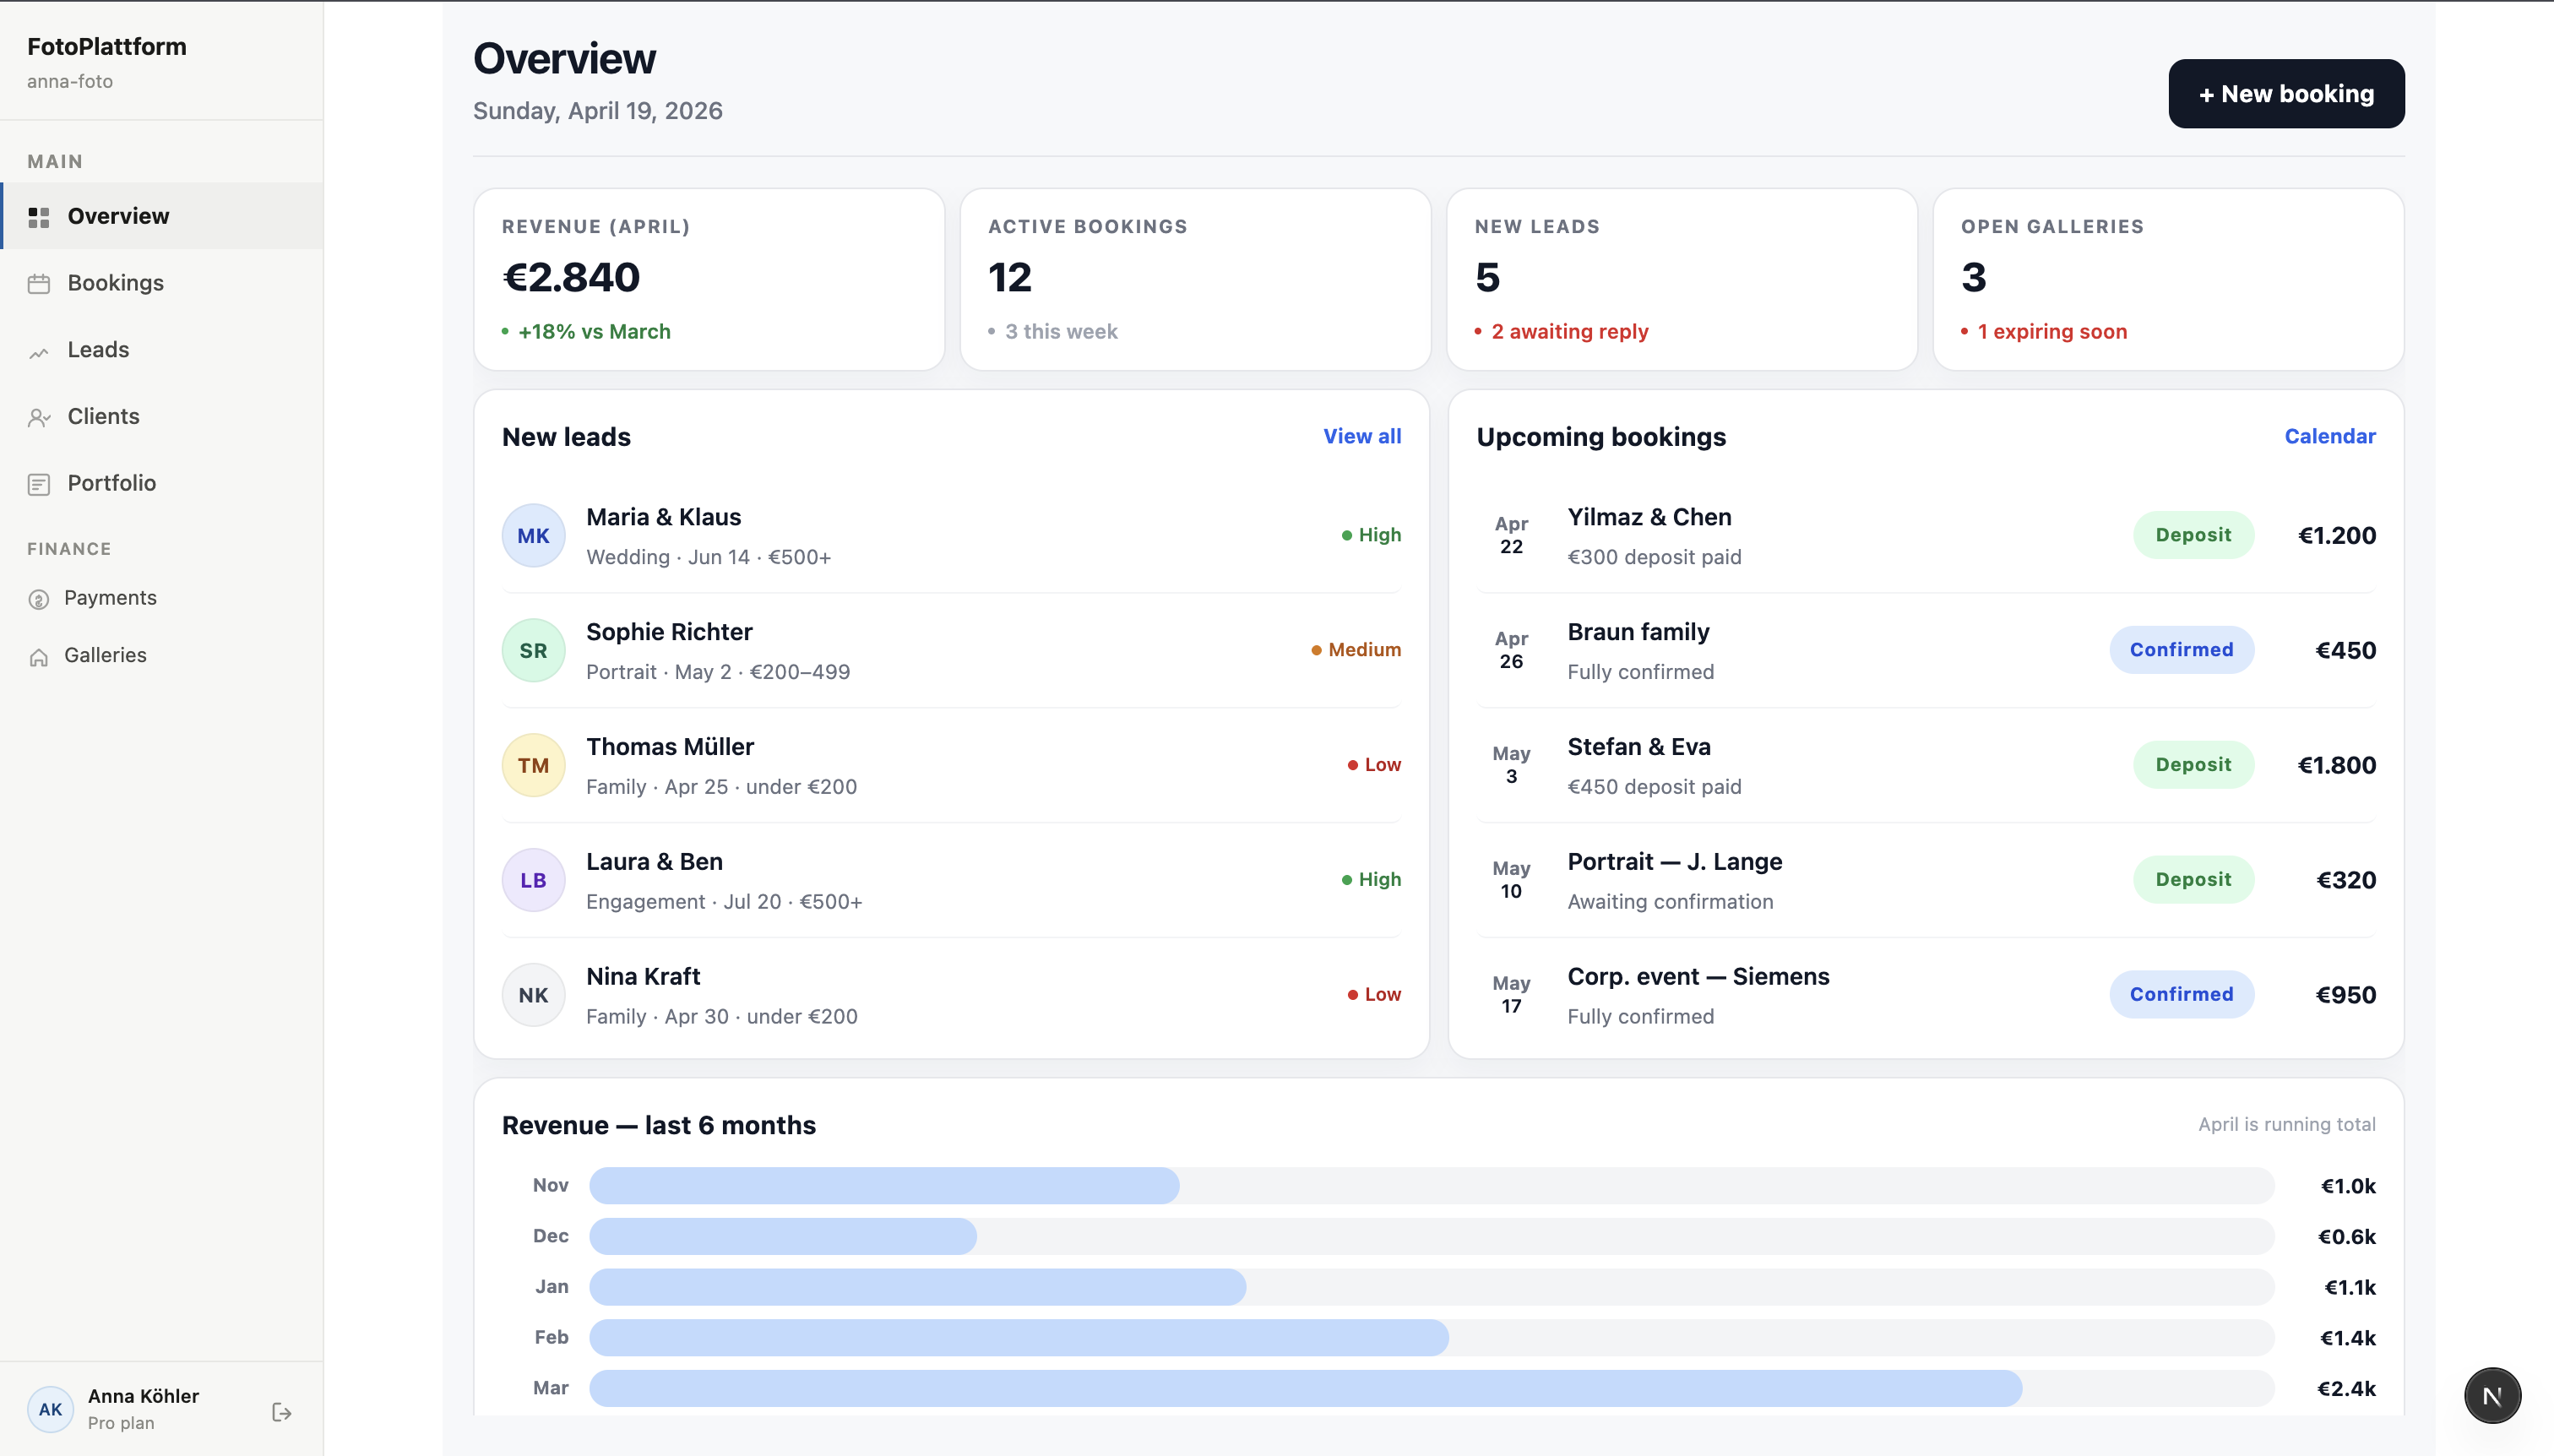 FotoPlattform
anna-foto
MAIN
Overview
Bookings
Leads
Clients
Portfolio
FINANCE
Payments
Galleries
AK
Anna Köhler
Pro plan
Overview
Sunday, April 19, 2026
+ New booking
REVENUE (APRIL)
€2.840
+18% vs March
ACTIVE BOOKINGS
12
3 this week
NEW LEADS
5
2 awaiting reply
OPEN GALLERIES
3
1 expiring soon
New leads
View all
MK
Maria & Klaus
Wedding · Jun 14 · €500+
High
SR
Sophie Richter
Portrait · May 2 · €200–499
Medium
TM
Thomas Müller
Family · Apr 25 · under €200
Low
LB
Laura & Ben
Engagement · Jul 20 · €500+
High
NK
Nina Kraft
Family · Apr 30 · under €200
Low
Upcoming bookings
Calendar
Apr
22
Yilmaz & Chen
€300 deposit paid
Deposit
€1.200
Apr
26
Braun family
Fully confirmed
Confirmed
€450
May
3
Stefan & Eva
€450 deposit paid
Deposit
€1.800
May
10
Portrait — J. Lange
Awaiting confirmation
Deposit
€320
May
17
Corp. event — Siemens
Fully confirmed
Confirmed
€950
Revenue — last 6 months
April is running total
Nov
€1.0k
Dec
€0.6k
Jan
€1.1k
Feb
€1.4k
Mar
€2.4k
N